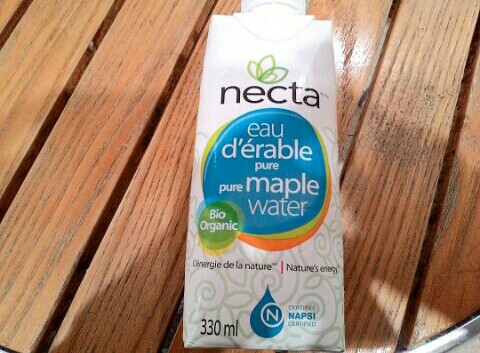 necta
eau
d'érable
pure
pure maple
water
Bio
Organic
L'énergie de la nature | Nature's energy
N
CERTIFIÉ
NAPSI
CERTIFIED
330 ml